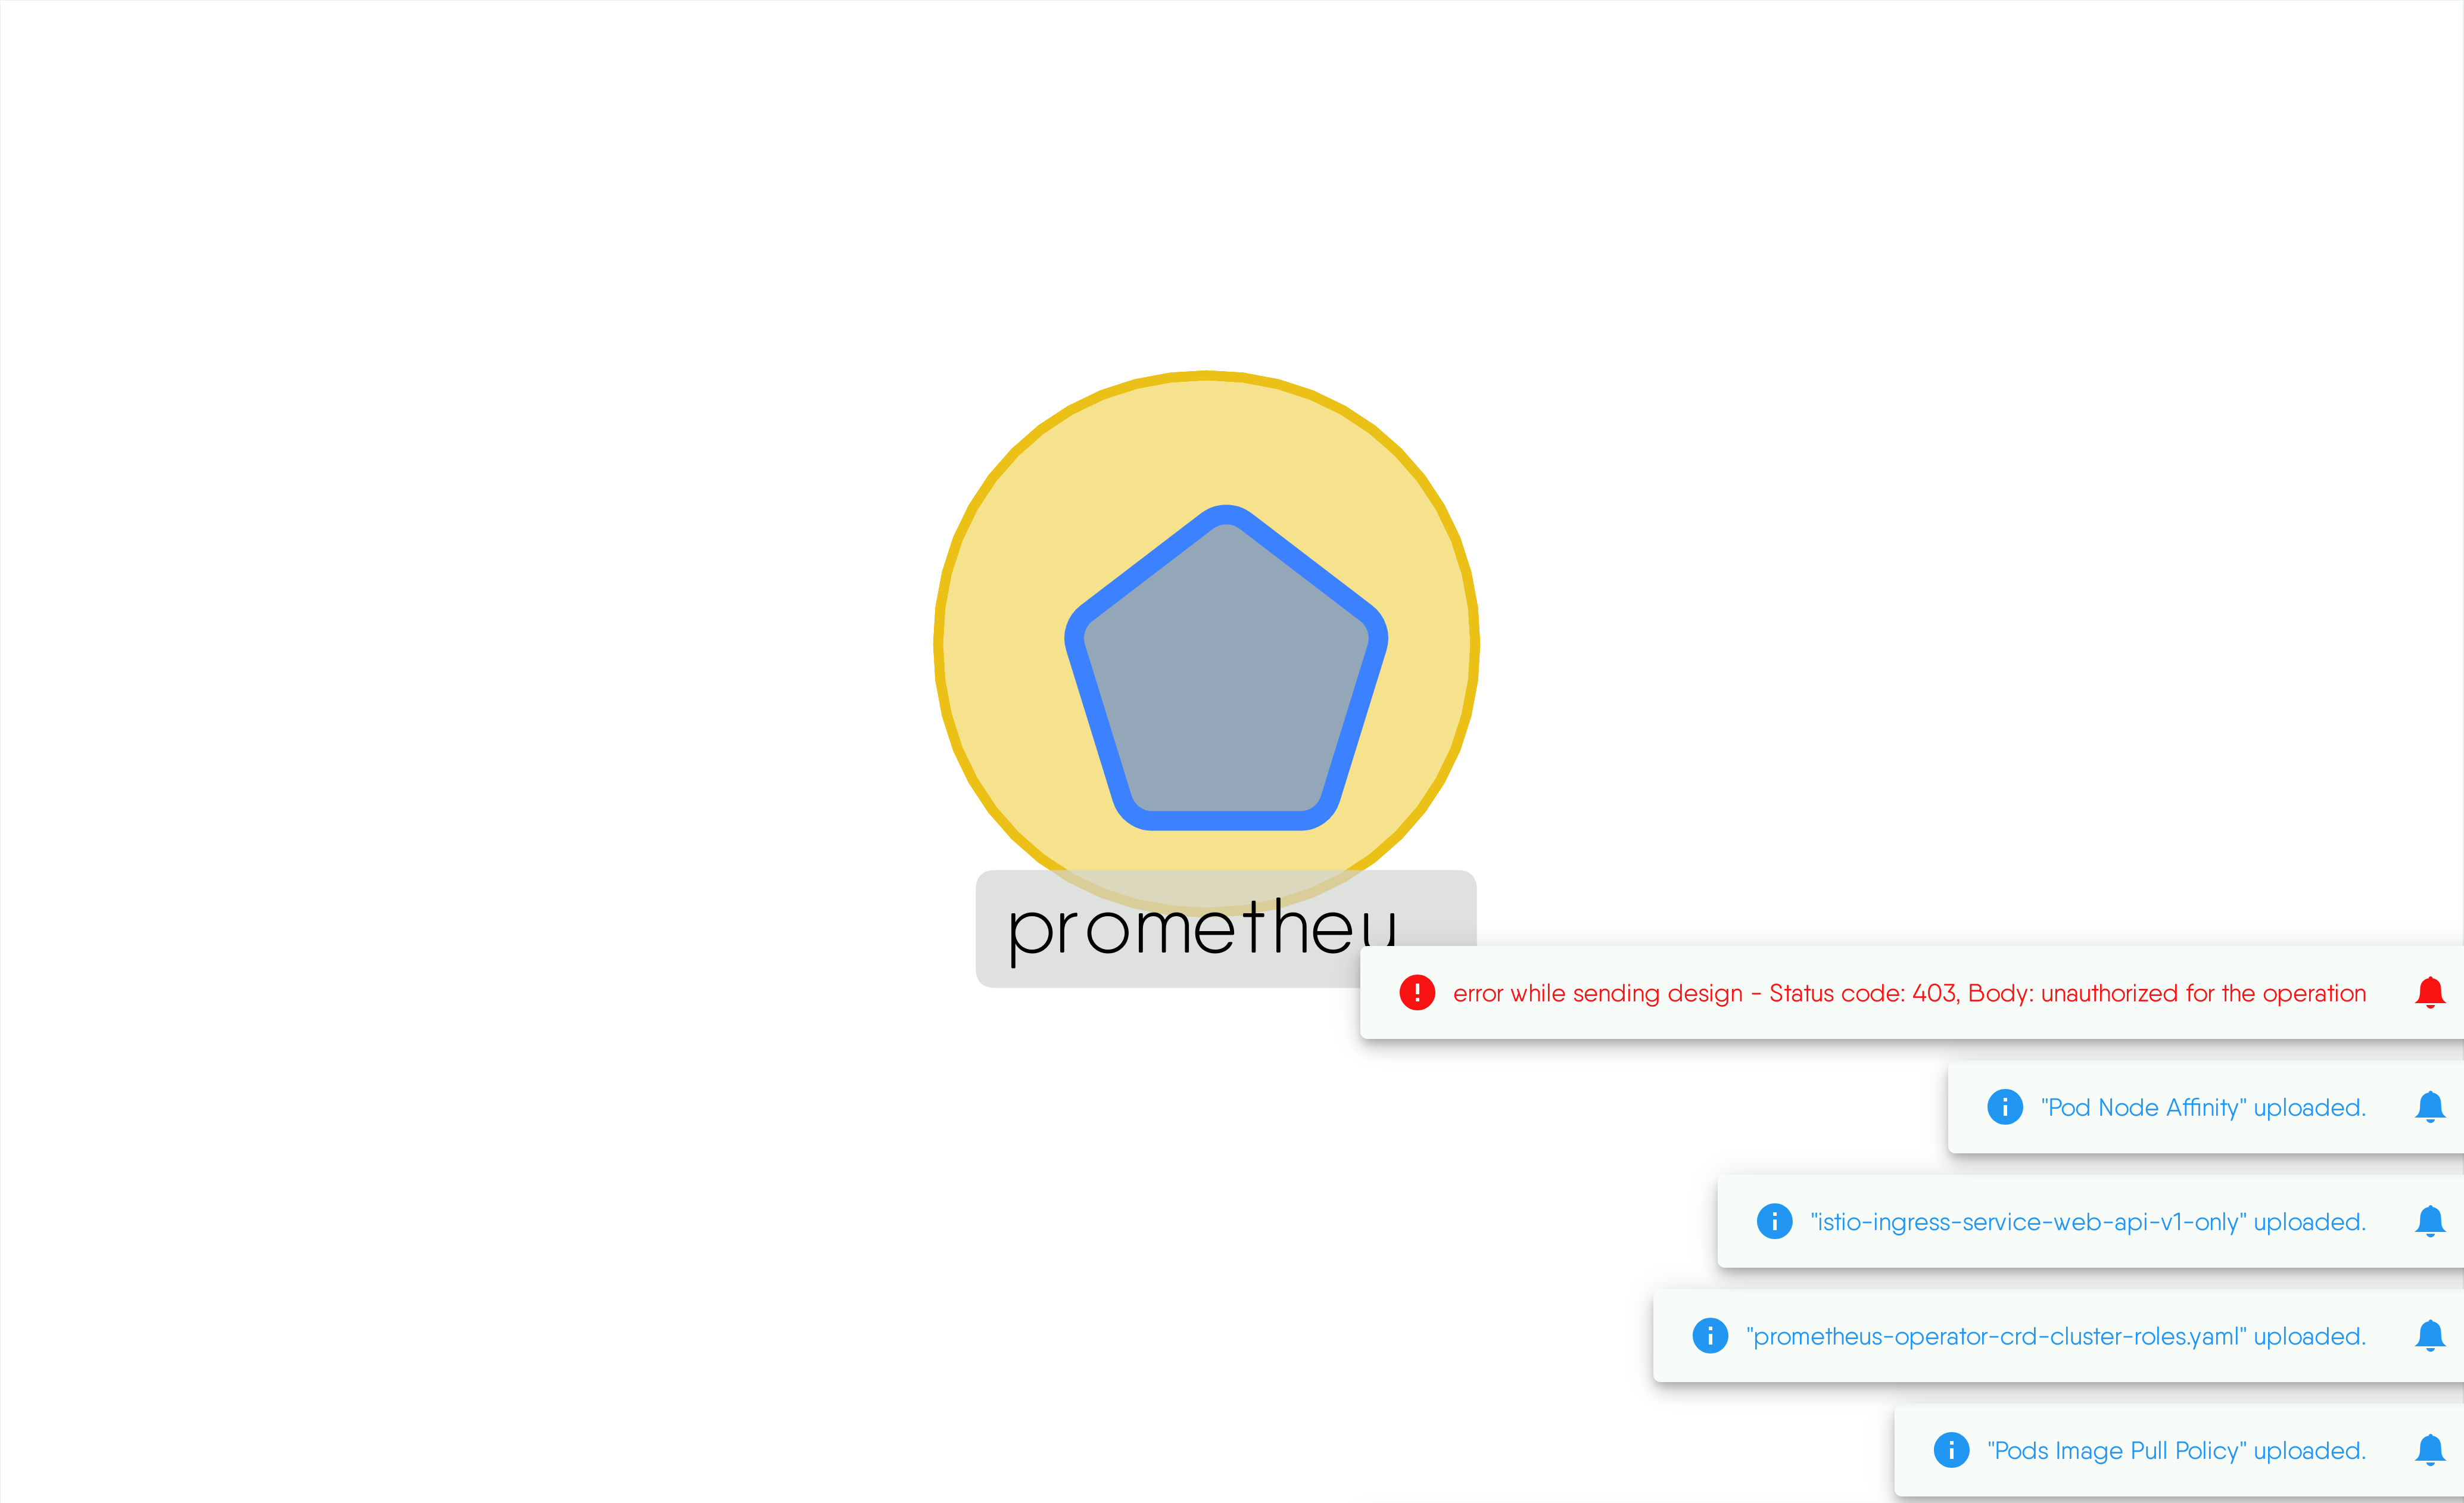 prometheu
error while sending design - Status code: 403, Body: unauthorized for the operation
"Pod Node Affinity" uploaded.
"istio-ingress-service-web-api-v1-only" uploaded.
"prometheus-operator-crd-cluster-roles.yaml" uploaded.
"Pods Image Pull Policy" uploaded.